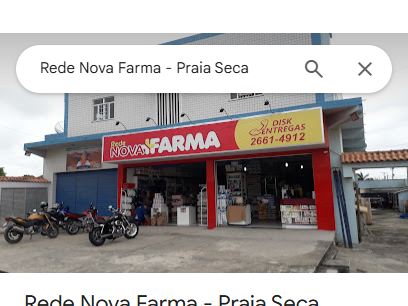 Rede Nova Farma - Praia Seca
Rede
NOVA FARMA
DISK
ENTREGAS
2661-4912
Rede Nova Farma - Praia Seca